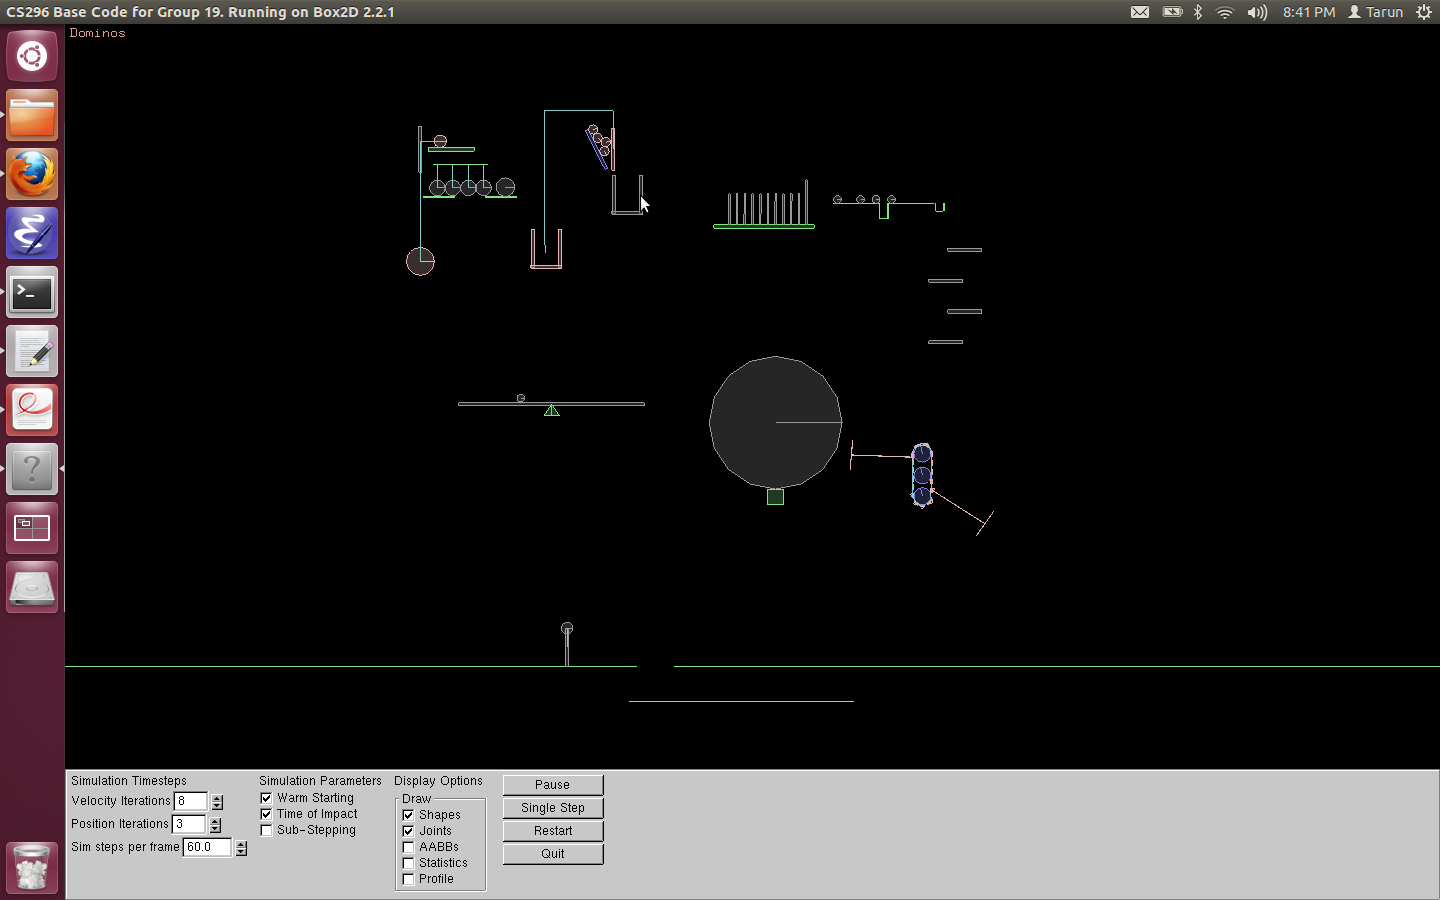 CS296 Base Code for Group 19. Running on Box2D 2.2.1
8:41 PM
Tarun
Dominos
Simulation Timesteps
Velocity Iterations 8
Position Iterations 3
Sim steps per frame 60.0
Simulation Parameters
Warm Starting
Time of Impact
Sub-Stepping
Display Options
Draw
Shapes
Joints
AABBs
Statistics
Profile
Pause
Single Step
Restart
Quit